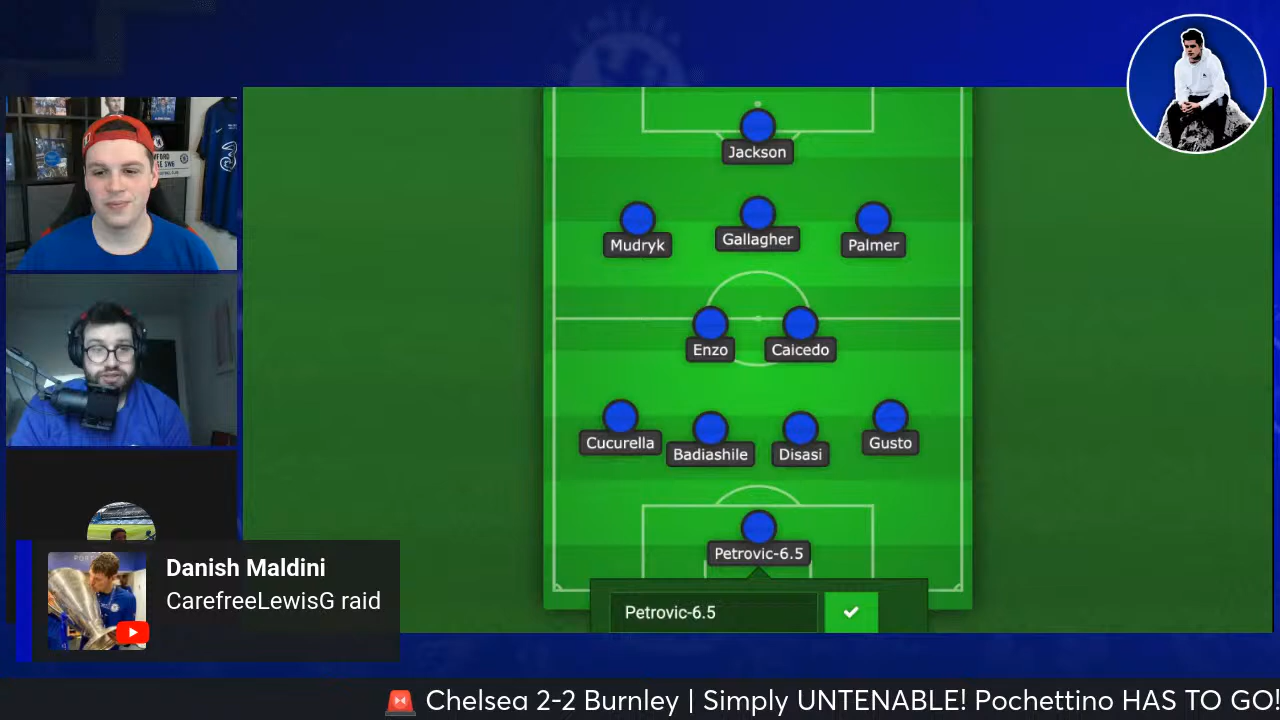 Jackson
Mudryk
Gallagher
Palmer
Enzo
Caicedo
Cucurella
Badiashile
Disasi
Gusto
Petrovic-6.5
Petrovic-6.5
Danish Maldini
CarefreeLewisG raid
🚨 Chelsea 2-2 Burnley | Simply UNTENABLE! Pochettino HAS TO GO!